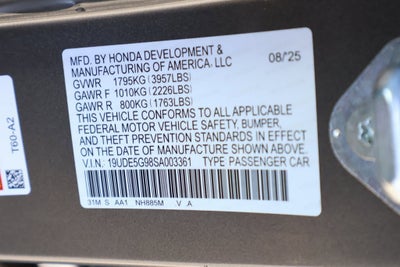 MFD. BY HONDA DEVELOPMENT &
MANUFACTURING OF AMERICA, LLC 08/'25
GVWR 1795KG (3957LBS)
GAWR F 1010KG (2226LBS)
GAWR R 800KG (1763LBS)
THIS VEHICLE CONFORMS TO ALL APPLICABLE
FEDERAL MOTOR VEHICLE SAFETY, BUMPER,
AND THEFT PREVENTION STANDARDS IN EFFECT
ON THE DATE OF MANUFACTURE SHOWN ABOVE.
V.I.N. 19UDE5G98SA003361 TYPE PASSENGER CAR
31M S AA1 NH885M V .A
T60-A2